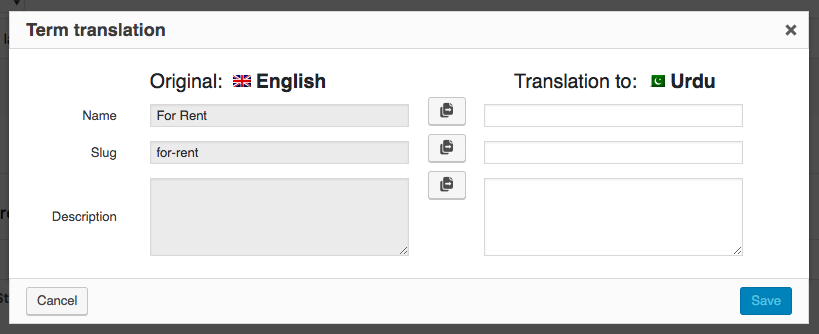 Term translation
Original: English
Translation to: Urdu
Name
For Rent
Slug
for-rent
Description
Cancel
Save